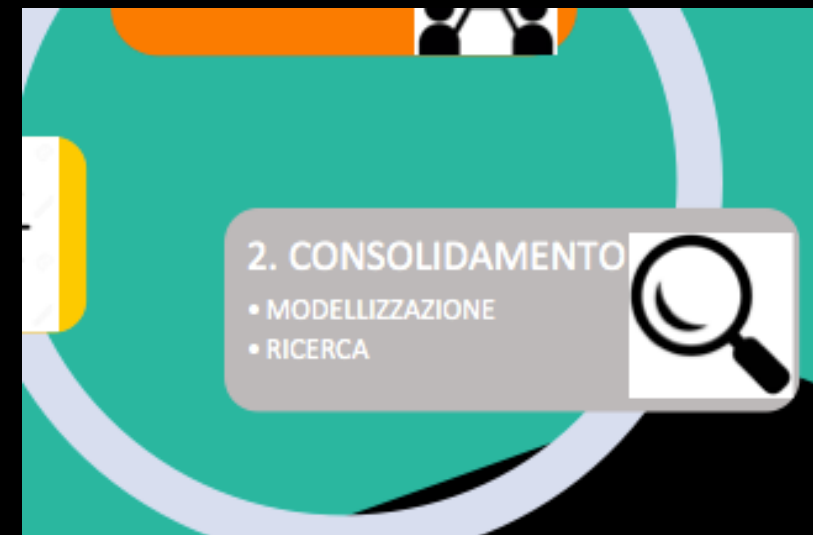 2. CONSOLIDAMENTO
• MODELLIZZAZIONE
• RICERCA